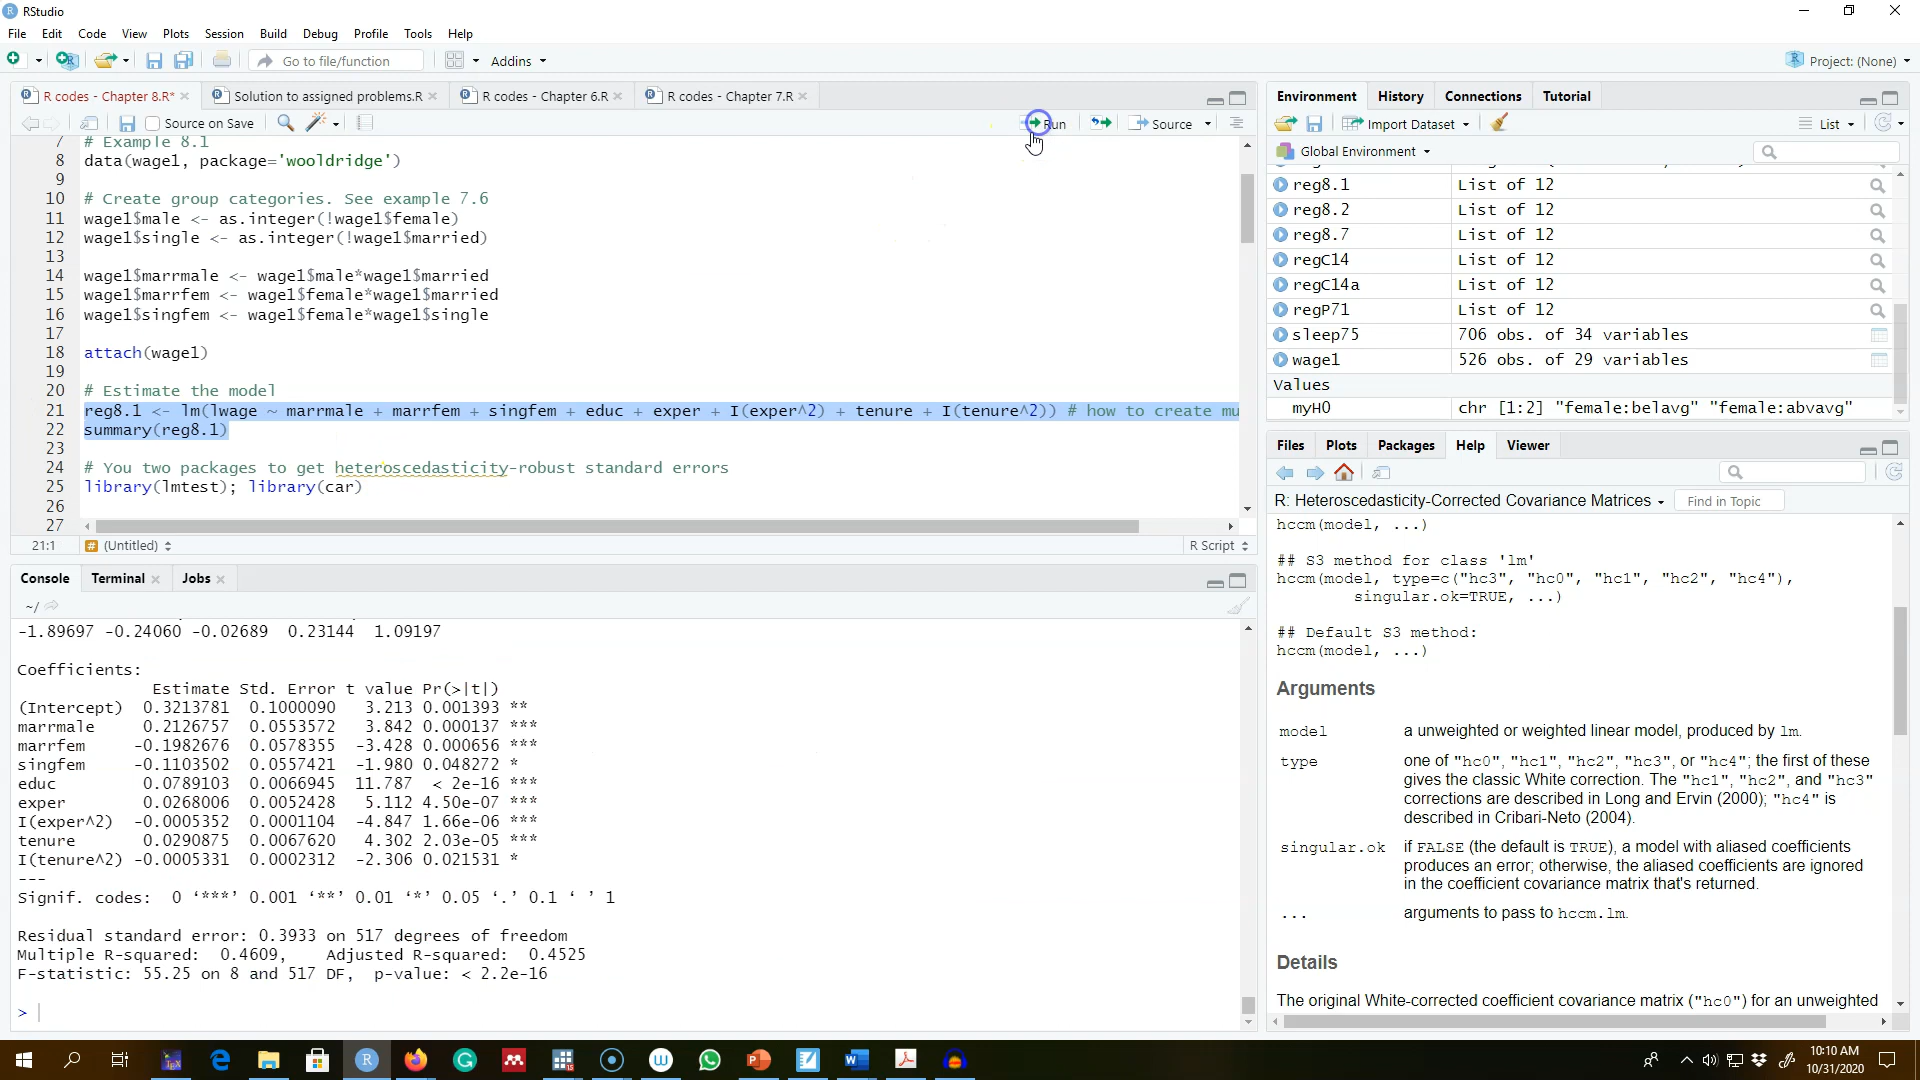 RStudio
File Edit Code View Plots Session Build Debug Profile Tools Help
Go to file/function Addins Project: (None)
R codes - Chapter 8.R* Solution to assigned problems.R R codes - Chapter 6.R R codes - Chapter 7.R
Source on Save Run Source
7 # Example 8.1
8 data(wage1, package='wooldridge')
9
10 # Create group categories. See example 7.6
11 wage1$male <- as.integer(!wage1$female)
12 wage1$single <- as.integer(!wage1$married)
13
14 wage1$marrmale <- wage1$male*wage1$married
15 wage1$marrfem <- wage1$female*wage1$married
16 wage1$singfem <- wage1$female*wage1$single
17
18 attach(wage1)
19
20 # Estimate the model
21 reg8.1 <- lm(lwage ~ marrmale + marrfem + singfem + educ + exper + I(exper^2) + tenure + I(tenure^2)) # how to create mu
22 summary(reg8.1)
23
24 # You two packages to get heteroscedasticity-robust standard errors
25 library(lmtest); library(car)
26
27
21:1 (Untitled) R Script
Console Terminal Jobs
~/
-1.89697 -0.24060 -0.02689 0.23144 1.09197
Coefficients:
Estimate Std. Error t value Pr(>|t|)
(Intercept) 0.3213781 0.1000090 3.213 0.001393 **
marrmale 0.2126757 0.0553572 3.842 0.000137 ***
marrfem -0.1982676 0.0578355 -3.428 0.000656 ***
singfem -0.1103502 0.0557421 -1.980 0.048272 *
educ 0.0789103 0.0066945 11.787 < 2e-16 ***
exper 0.0268006 0.0052428 5.112 4.50e-07 ***
I(exper^2) -0.0005352 0.0001104 -4.847 1.66e-06 ***
tenure 0.0290875 0.0067620 4.302 2.03e-05 ***
I(tenure^2) -0.0005331 0.0002312 -2.306 0.021531 *
---
Signif. codes: 0 ‘***’ 0.001 ‘**’ 0.01 ‘*’ 0.05 ‘.’ 0.1 ‘ ’ 1
Residual standard error: 0.3933 on 517 degrees of freedom
Multiple R-squared: 0.4609, Adjusted R-squared: 0.4525
F-statistic: 55.25 on 8 and 517 DF, p-value: < 2.2e-16
>
Environment History Connections Tutorial
Import Dataset List
Global Environment
reg8.1 List of 12
reg8.2 List of 12
reg8.7 List of 12
regC14 List of 12
regC14a List of 12
regP71 List of 12
sleep75 706 obs. of 34 variables
wage1 526 obs. of 29 variables
Values
myH0 chr [1:2] "female:belavg" "female:abvavg"
Files Plots Packages Help Viewer
R: Heteroscedasticity-Corrected Covariance Matrices Find in Topic
hccm(model, ...)
## S3 method for class 'lm'
hccm(model, type=c("hc3", "hc0", "hc1", "hc2", "hc4"),
singular.ok=TRUE, ...)
## Default S3 method:
hccm(model, ...)
Arguments
model a unweighted or weighted linear model, produced by lm.
type one of "hc0", "hc1", "hc2", "hc3", or "hc4"; the first of these
gives the classic White correction. The "hc1", "hc2", and "hc3"
corrections are described in Long and Ervin (2000); "hc4" is
described in Cribari-Neto (2004).
singular.ok if FALSE (the default is TRUE), a model with aliased coefficients
produces an error; otherwise, the aliased coefficients are ignored
in the coefficient covariance matrix that's returned.
... arguments to pass to hccm.lm.
Details
The original White-corrected coefficient covariance matrix ("hc0") for an unweighted
10:10 AM
10/31/2020